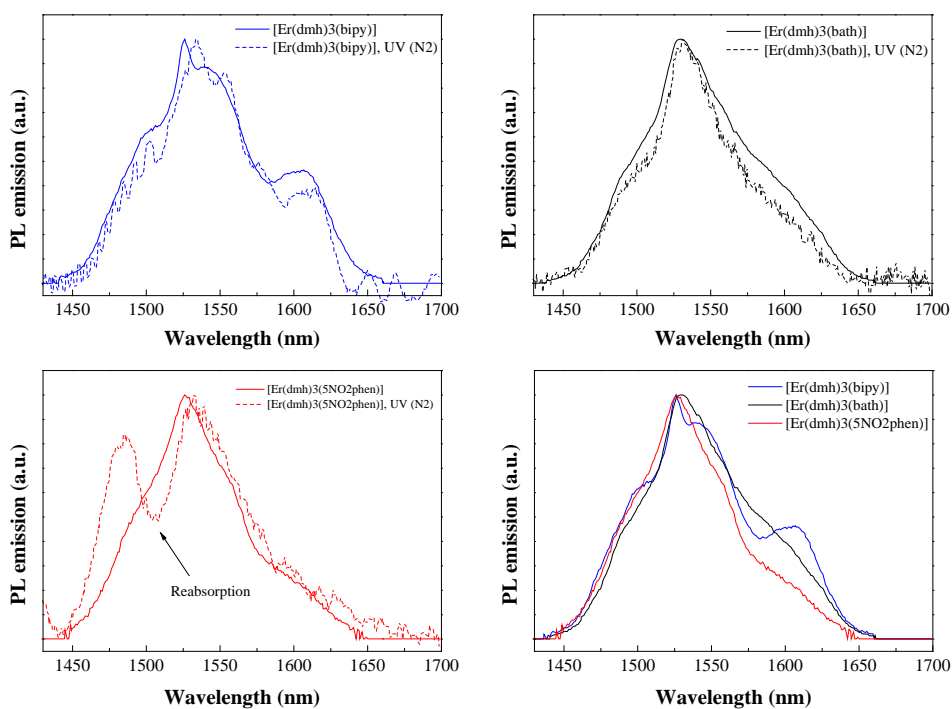 [Er(dmh)3(bipy)]
[Er(dmh)3(bipy)], UV (N2)
PL emission (a.u.)
1450 1500 1550 1600 1650 1700
Wavelength (nm)
[Er(dmh)3(bath)]
[Er(dmh)3(bath)], UV (N2)
PL emission (a.u.)
1450 1500 1550 1600 1650 1700
Wavelength (nm)
[Er(dmh)3(5NO2phen)]
[Er(dmh)3(5NO2phen)], UV (N2)
Reabsorption
PL emission (a.u.)
1450 1500 1550 1600 1650 1700
Wavelength (nm)
[Er(dmh)3(bipy)]
[Er(dmh)3(bath)]
[Er(dmh)3(5NO2phen)]
PL emission (a.u.)
1450 1500 1550 1600 1650 1700
Wavelength (nm)